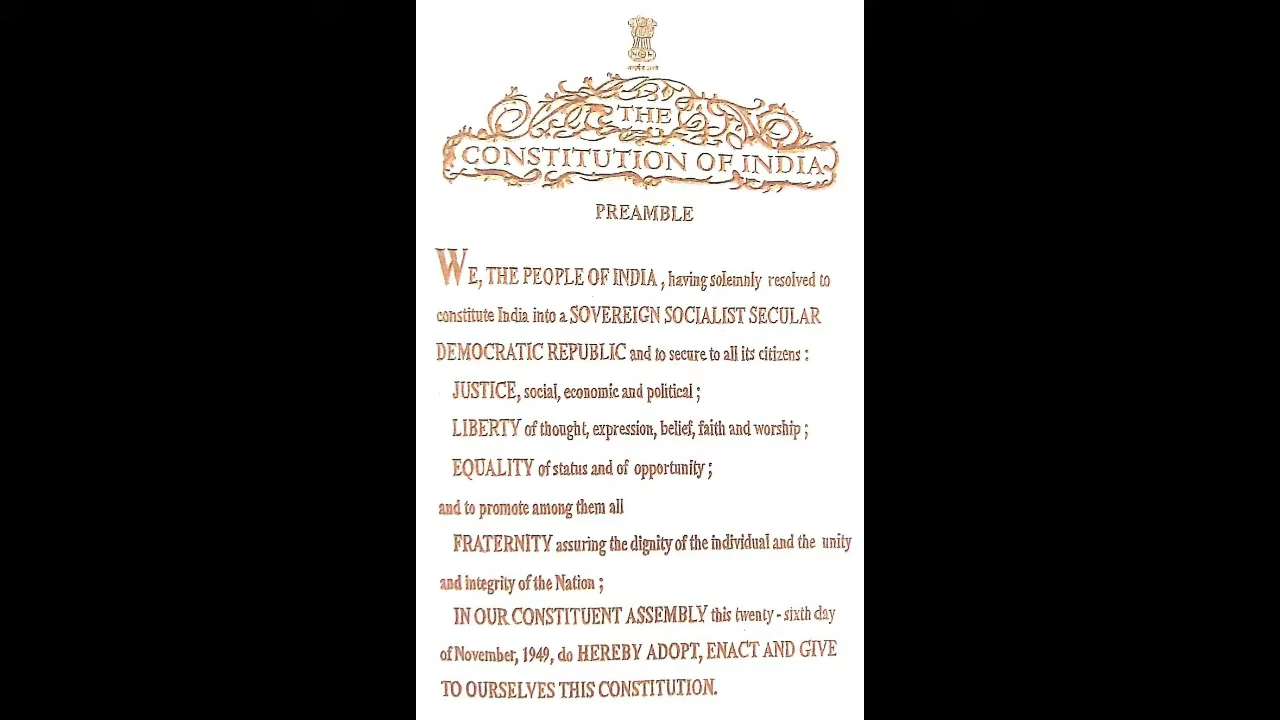 THE
CONSTITUTION OF INDIA
PREAMBLE
WE, THE PEOPLE OF INDIA , having solemnly resolved to
constitute India into a SOVEREIGN SOCIALIST SECULAR
DEMOCRATIC REPUBLIC and to secure to all its citizens :
JUSTICE, social, economic and political ;
LIBERTY of thought, expression, belief, faith and worship ;
EQUALITY of status and of opportunity ;
and to promote among them all
FRATERNITY assuring the dignity of the individual and the unity
and integrity of the Nation ;
IN OUR CONSTITUENT ASSEMBLY this twenty - sixth day
of November, 1949, do HEREBY ADOPT, ENACT AND GIVE
TO OURSELVES THIS CONSTITUTION.